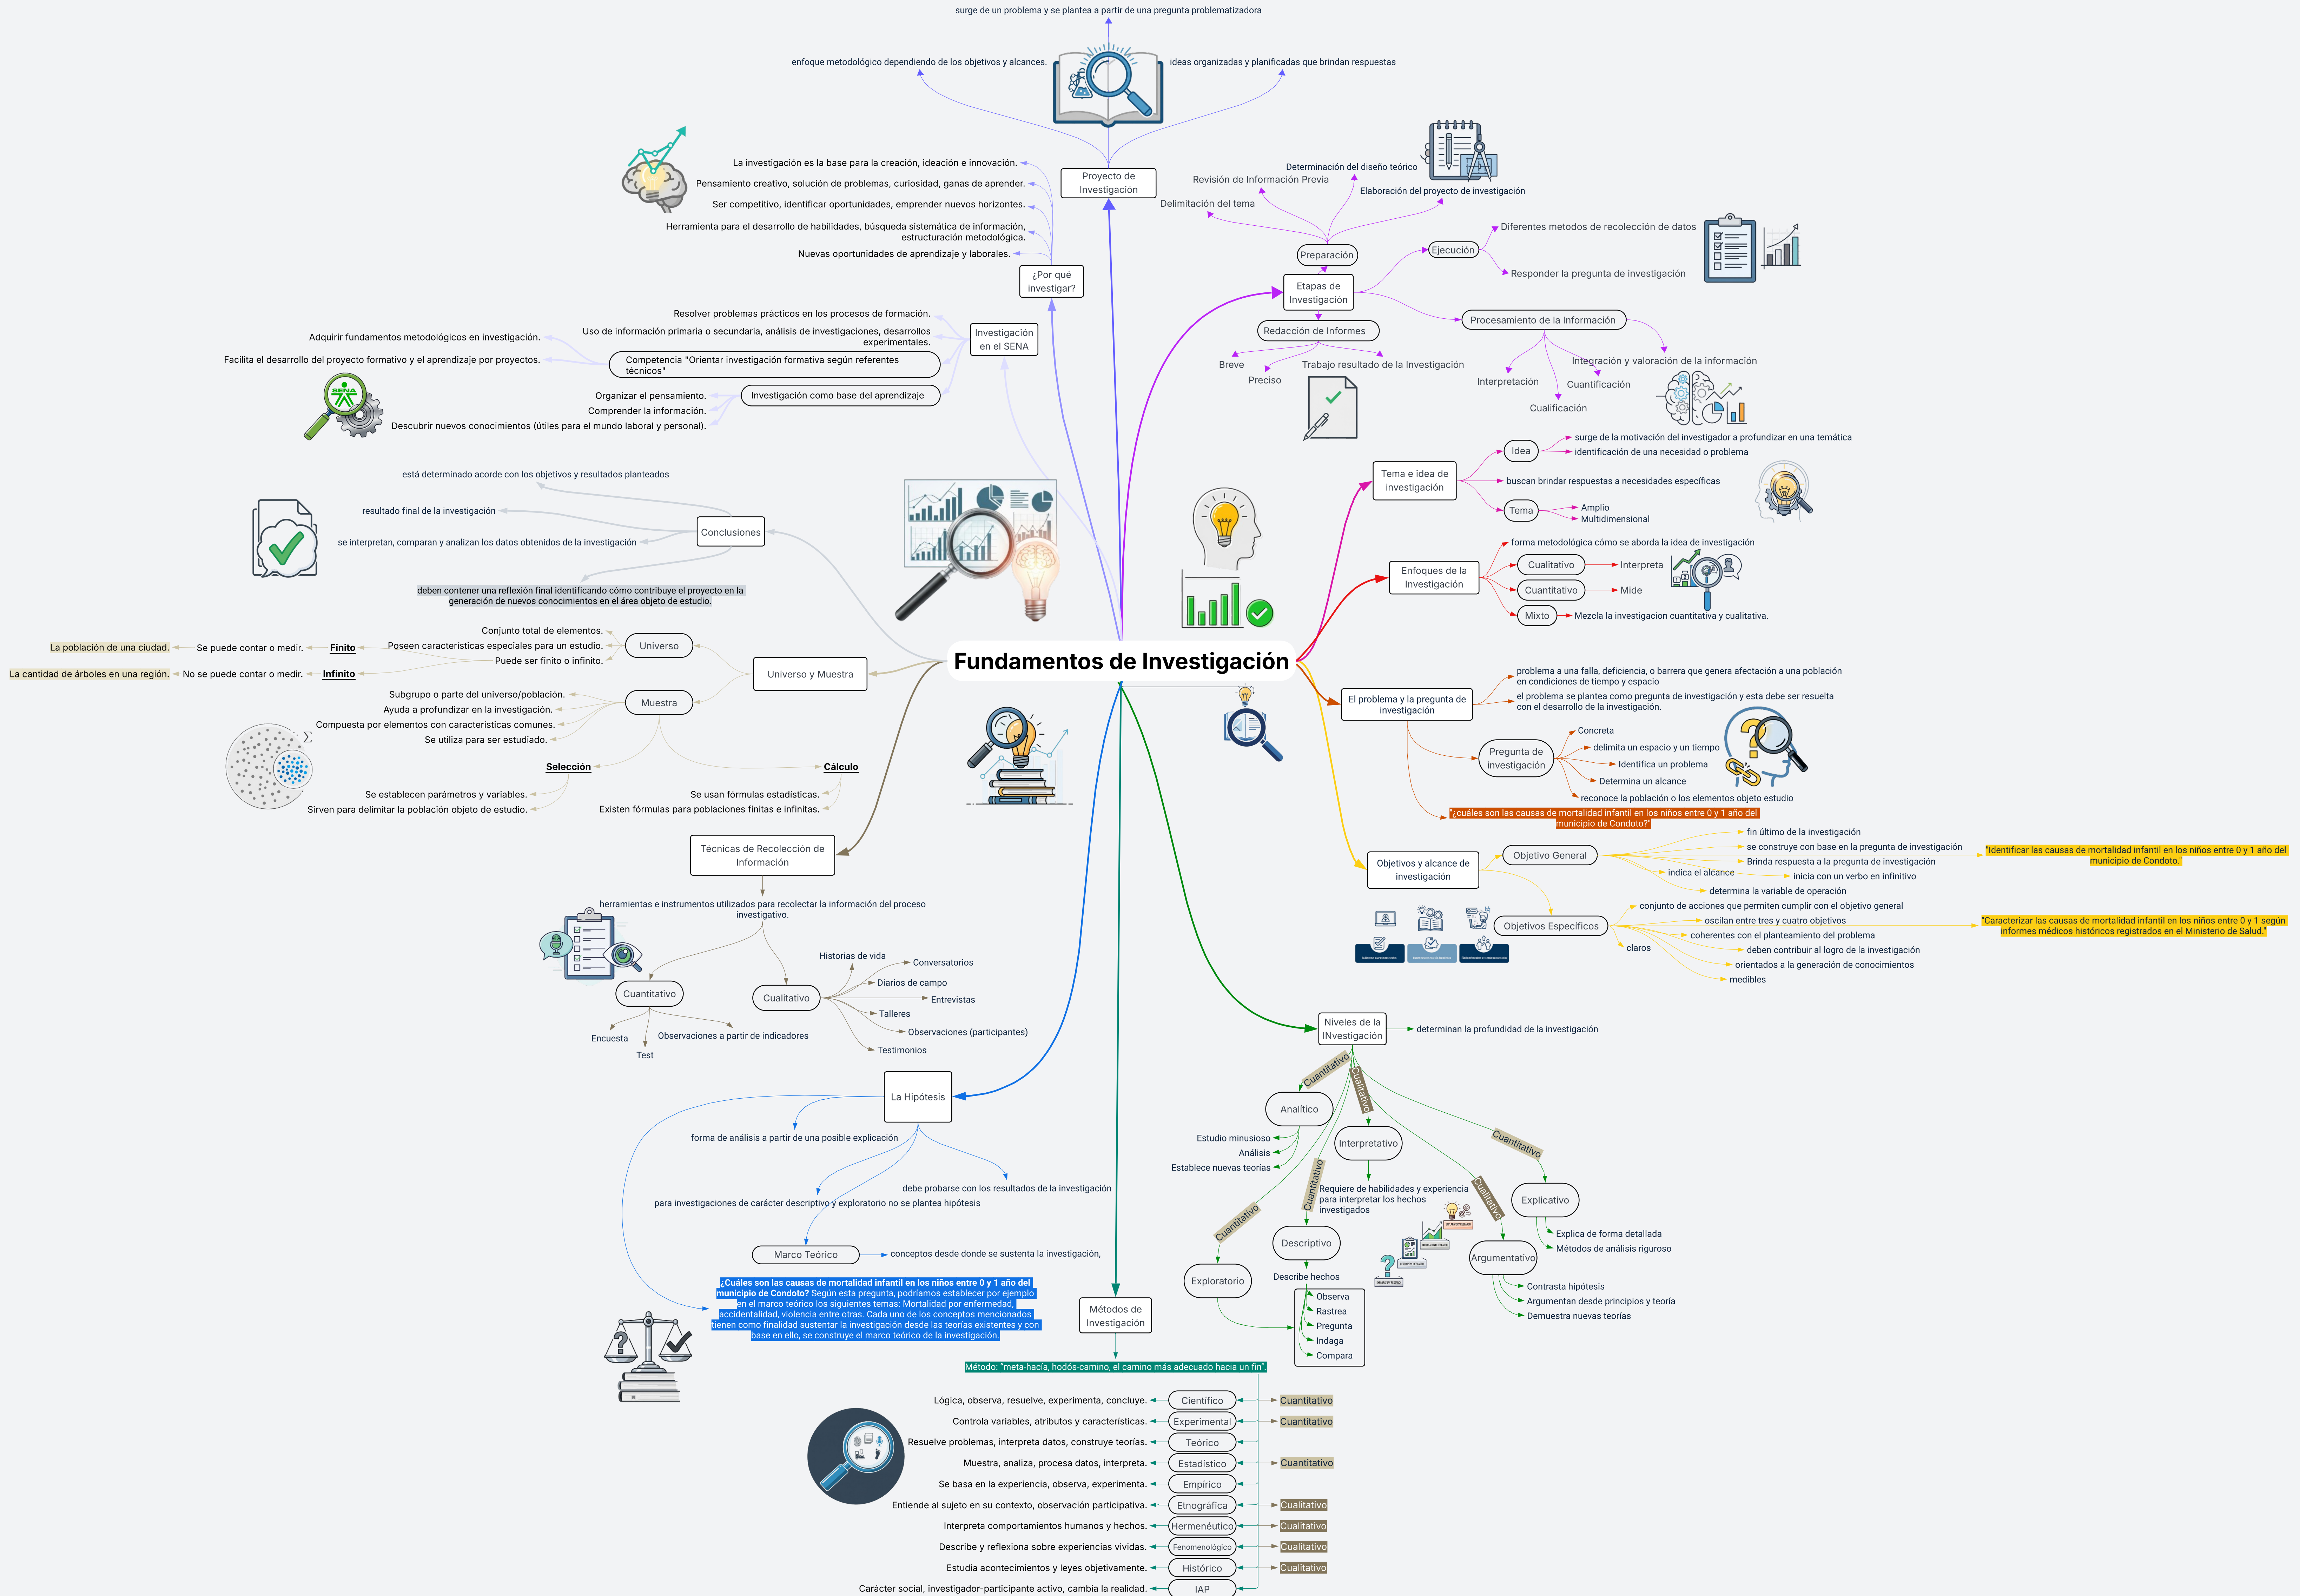 surge de un problema y se plantea a partir de una pregunta problematizadora
enfoque metodológico dependiendo de los objetivos y alcances.
ideas organizadas y planificadas que brindan respuestas
Proyecto de
Investigación
La investigación es la base para la creación, ideación e innovación.
Pensamiento creativo, solución de problemas, curiosidad, ganas de aprender.
Ser competitivo, identificar oportunidades, emprender nuevos horizontes.
Herramienta para el desarrollo de habilidades, búsqueda sistemática de información,
estructuración metodológica.
Nuevas oportunidades de aprendizaje y laborales.
¿Por qué
investigar?
Resolver problemas prácticos en los procesos de formación.
Uso de información primaria o secundaria, análisis de investigaciones, desarrollos
experimentales.
Investigación
en el SENA
Adquirir fundamentos metodológicos en investigación.
Facilita el desarrollo del proyecto formativo y el aprendizaje por proyectos.
Competencia "Orientar investigación formativa según referentes
técnicos"
SENA
Organizar el pensamiento.
Comprender la información.
Descubrir nuevos conocimientos (útiles para el mundo laboral y personal).
Investigación como base del aprendizaje
está determinado acorde con los objetivos y resultados planteados
resultado final de la investigación
se interpretan, comparan y analizan los datos obtenidos de la investigación
deben contener una reflexión final identificando cómo contribuye el proyecto en la
generación de nuevos conocimientos en el área objeto de estudio.
Conclusiones
Determinación del diseño teórico
Revisión de Información Previa
Elaboración del proyecto de investigación
Delimitación del tema
Preparación
Etapas de
Investigación
Ejecución
Diferentes metodos de recolección de datos
Responder la pregunta de investigación
Procesamiento de la Información
Integración y valoración de la información
Interpretación
Cuantificación
Cualificación
Redacción de Informes
Breve
Preciso
Trabajo resultado de la Investigación
Tema e idea de
investigación
Idea
surge de la motivación del investigador a profundizar en una temática
identificación de una necesidad o problema
buscan brindar respuestas a necesidades específicas
Tema
Amplio
Multidimensional
Enfoques de la
Investigación
forma metodológica cómo se aborda la idea de investigación
Cualitativo
Interpreta
Cuantitativo
Mide
Mixto
Mezcla la investigacion cuantitativa y cualitativa.
Fundamentos de Investigación
Universo y Muestra
Universo
Conjunto total de elementos.
Poseen características especiales para un estudio.
Puede ser finito o infinito.
Finito
Se puede contar o medir.
La población de una ciudad.
Infinito
No se puede contar o medir.
La cantidad de árboles en una región.
Muestra
Subgrupo o parte del universo/población.
Ayuda a profundizar en la investigación.
Compuesta por elementos con características comunes.
Se utiliza para ser estudiado.
Σ
Selección
Se establecen parámetros y variables.
Sirven para delimitar la población objeto de estudio.
Cálculo
Se usan fórmulas estadísticas.
Existen fórmulas para poblaciones finitas e infinitas.
El problema y la pregunta de
investigación
problema a una falla, deficiencia, o barrera que genera afectación a una población
en condiciones de tiempo y espacio
el problema se plantea como pregunta de investigación y esta debe ser resuelta
con el desarrollo de la investigación.
Pregunta de
investigación
Concreta
delimita un espacio y un tiempo
Identifica un problema
Determina un alcance
reconoce la población o los elementos objeto estudio
"¿cuáles son las causas de mortalidad infantil en los niños entre 0 y 1 año del
municipio de Condoto?"
Objetivos y alcance de
investigación
Objetivo General
fin último de la investigación
se construye con base en la pregunta de investigación
Brinda respuesta a la pregunta de investigación
indica el alcance
inicia con un verbo en infinitivo
determina la variable de operación
"Identificar las causas de mortalidad infantil en los niños entre 0 y 1 año del
municipio de Condoto."
Objetivos Específicos
conjunto de acciones que permiten cumplir con el objetivo general
oscilan entre tres y cuatro objetivos
coherentes con el planteamiento del problema
claros
deben contribuir al logro de la investigación
orientados a la generación de conocimientos
medibles
"Caracterizar las causas de mortalidad infantil en los niños entre 0 y 1 según
informes médicos históricos registrados en el Ministerio de Salud."
Técnicas de Recolección de
Información
herramientas e instrumentos utilizados para recolectar la información del proceso
investigativo.
Cuantitativo
Encuesta
Test
Observaciones a partir de indicadores
Cualitativo
Historias de vida
Conversatorios
Diarios de campo
Entrevistas
Talleres
Observaciones (participantes)
Testimonios
La Hipótesis
forma de análisis a partir de una posible explicación
debe probarse con los resultados de la investigación
para investigaciones de carácter descriptivo y exploratorio no se plantea hipótesis
Marco Teórico
conceptos desde donde se sustenta la investigación,
¿Cuáles son las causas de mortalidad infantil en los niños entre 0 y 1 año del
municipio de Condoto? Según esta pregunta, podríamos establecer por ejemplo
en el marco teórico los siguientes temas: Mortalidad por enfermedad,
accidentalidad, violencia entre otras. Cada uno de los conceptos mencionados
tienen como finalidad sustentar la investigación desde las teorías existentes y con
base en ello, se construye el marco teórico de la investigación.
Niveles de la
INvestigación
determinan la profundidad de la investigación
Cuantitativo
Analítico
Estudio minusioso
Análisis
Establece nuevas teorías
Cualitativo
Interpretativo
Requiere de habilidades y experiencia
para interpretar los hechos
investigados
Cuantitativo
Explicativo
Explica de forma detallada
Métodos de análisis riguroso
Cualitativo
Argumentativo
Contrasta hipótesis
Argumentan desde principios y teoría
Demuestra nuevas teorías
Cuantitativo
Descriptivo
Describe hechos
Cuantitativo
Exploratorio
Observa
Rastrea
Pregunta
Indaga
Compara
Métodos de
Investigación
Método: "meta-hacía, hodós-camino, el camino más adecuado hacia un fin".
Lógica, observa, resuelve, experimenta, concluye.
Científico
Cuantitativo
Controla variables, atributos y características.
Experimental
Cuantitativo
Resuelve problemas, interpreta datos, construye teorías.
Teórico
Muestra, analiza, procesa datos, interpreta.
Estadístico
Cuantitativo
Se basa en la experiencia, observa, experimenta.
Empírico
Entiende al sujeto en su contexto, observación participativa.
Etnográfica
Cualitativo
Interpreta comportamientos humanos y hechos.
Hermenéutico
Cualitativo
Describe y reflexiona sobre experiencias vividas.
Fenomenológico
Cualitativo
Estudia acontecimientos y leyes objetivamente.
Histórico
Cualitativo
Carácter social, investigador-participante activo, cambia la realidad.
IAP